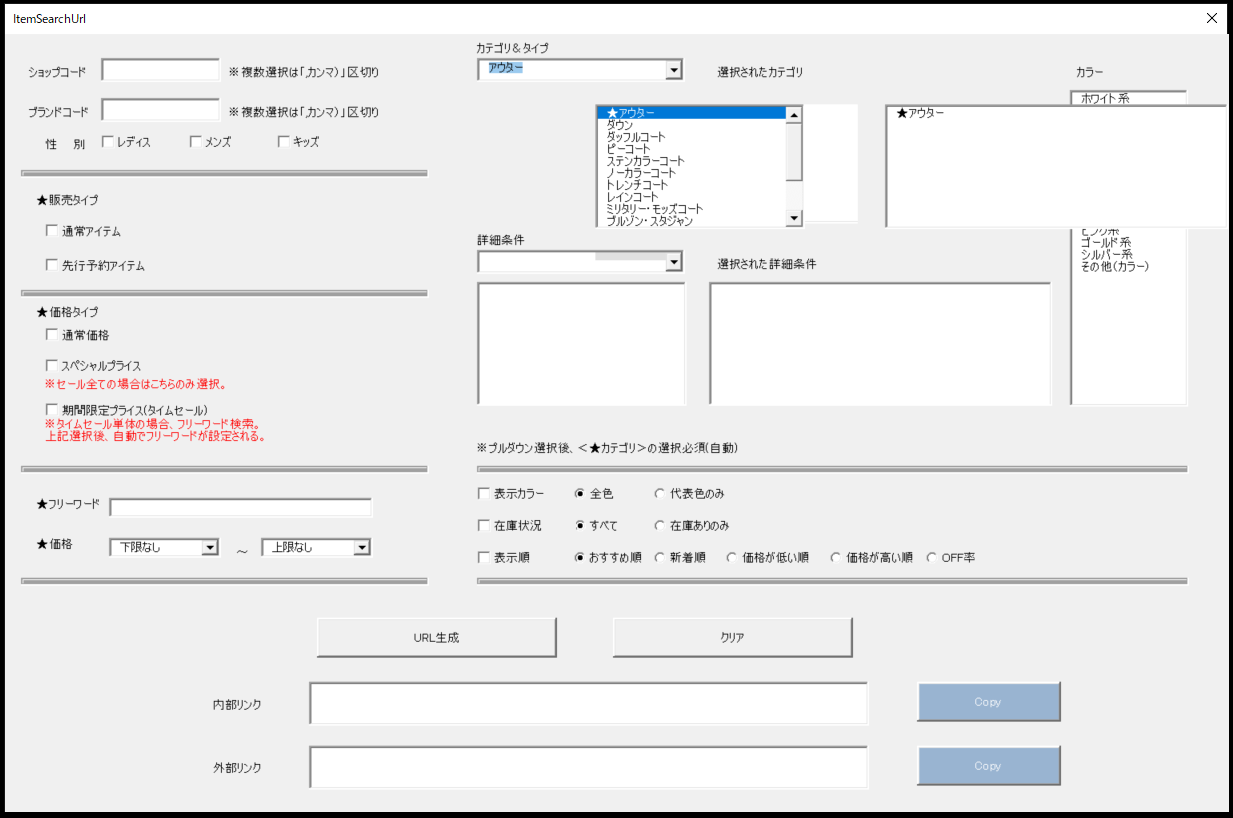 ItemSearchUrl
ショップコード
※複数選択は「,カンマ)」区切り
ブランドコード
※複数選択は「,カンマ)」区切り
性 別 レディス メンズ キッズ
★販売タイプ
通常アイテム
先行予約アイテム
★価格タイプ
通常価格
スペシャルプライス
※セール全ての場合はこちらのみ選択。
期間限定プライス(タイムセール)
※タイムセール単体の場合、フリーワード検索。
上記選択後、自動でフリーワードが設定される。
★フリーワード
★価格 下限なし ～ 上限なし
カテゴリ&タイプ
アウター
選択されたカテゴリ
カラー
ホワイト系
★アウター
ダウン
ダッフルコート
ピーコート
ステンカラーコート
ノーカラーコート
トレンチコート
レインコート
ミリタリー・モッズコート
ブルゾン・スタジャン
★アウター
ピンク系
ゴールド系
シルバー系
その他(カラー)
詳細条件
選択された詳細条件
※プルダウン選択後、＜★カテゴリ＞の選択必須(自動)
表示カラー 全色 代表色のみ
在庫状況 すべて 在庫ありのみ
表示順 おすすめ順 新着順 価格が低い順 価格が高い順 OFF率
URL生成
クリア
内部リンク
Copy
外部リンク
Copy